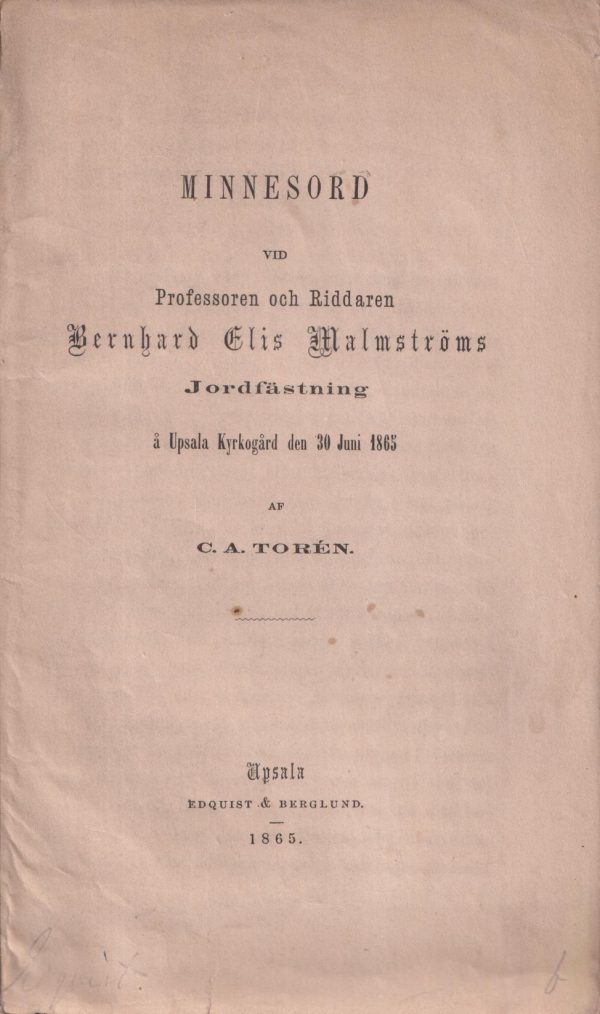 MINNESORD
VID
Professoren och Riddaren
Bernhard Elis Malmströms
Jordfästning
å Upsala Kyrkogård den 30 Juni 1865
AF
C. A. TORÉN.
Upsala
EDQUIST & BERGLUND.
1865.